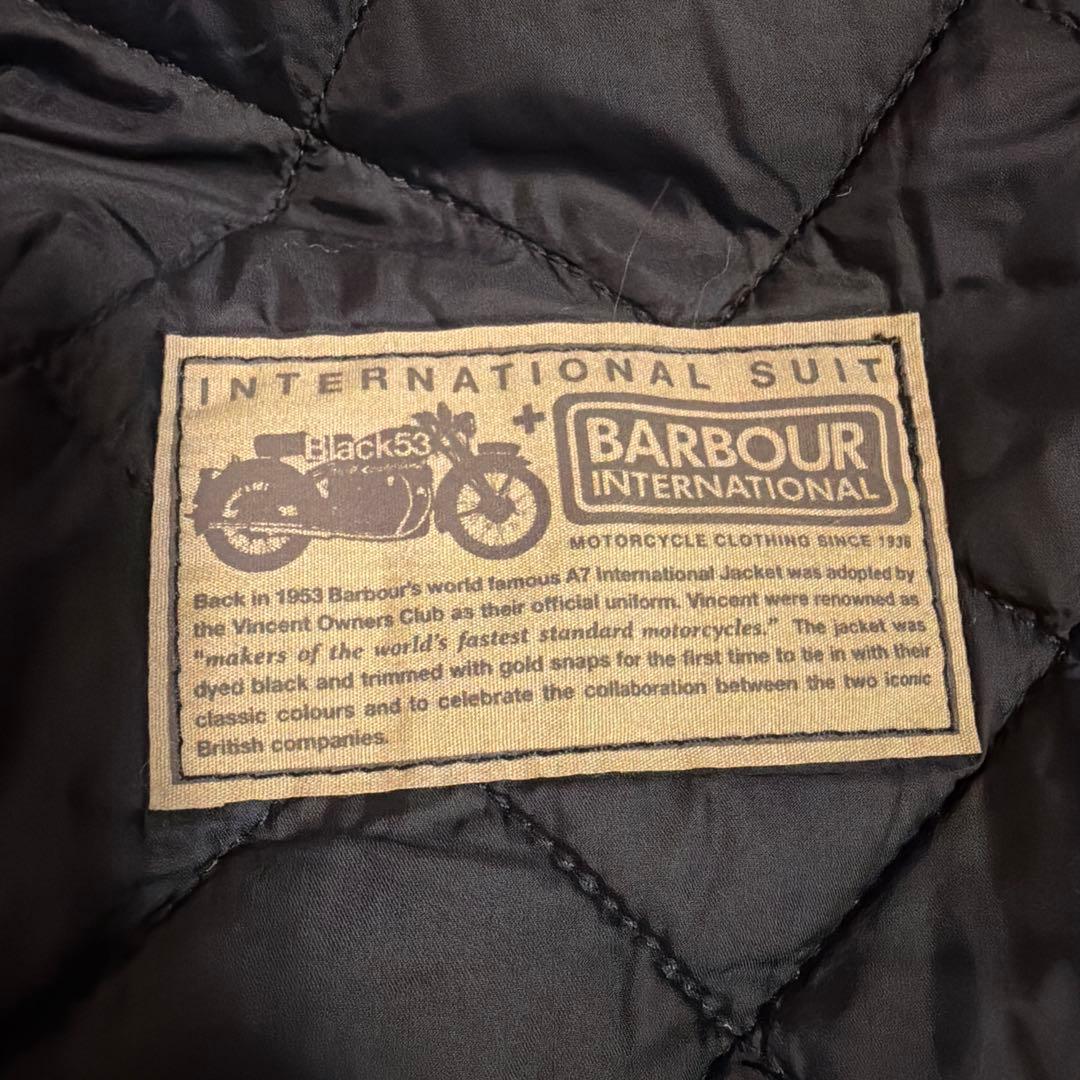 INTERNATIONAL SUIT
Black53
+
BARBOUR
INTERNATIONAL
MOTORCYCLE CLOTHING SINCE 1936
Back in 1953 Barbour's world famous A7 International Jacket was adopted by
the Vincent Owners Club as their official uniform. Vincent were renowned as
"makers of the world's fastest standard motorcycles." The jacket was
dyed black and trimmed with gold snaps for the first time to tie in with their
classic colours and to celebrate the collaboration between the two iconic
British companies.